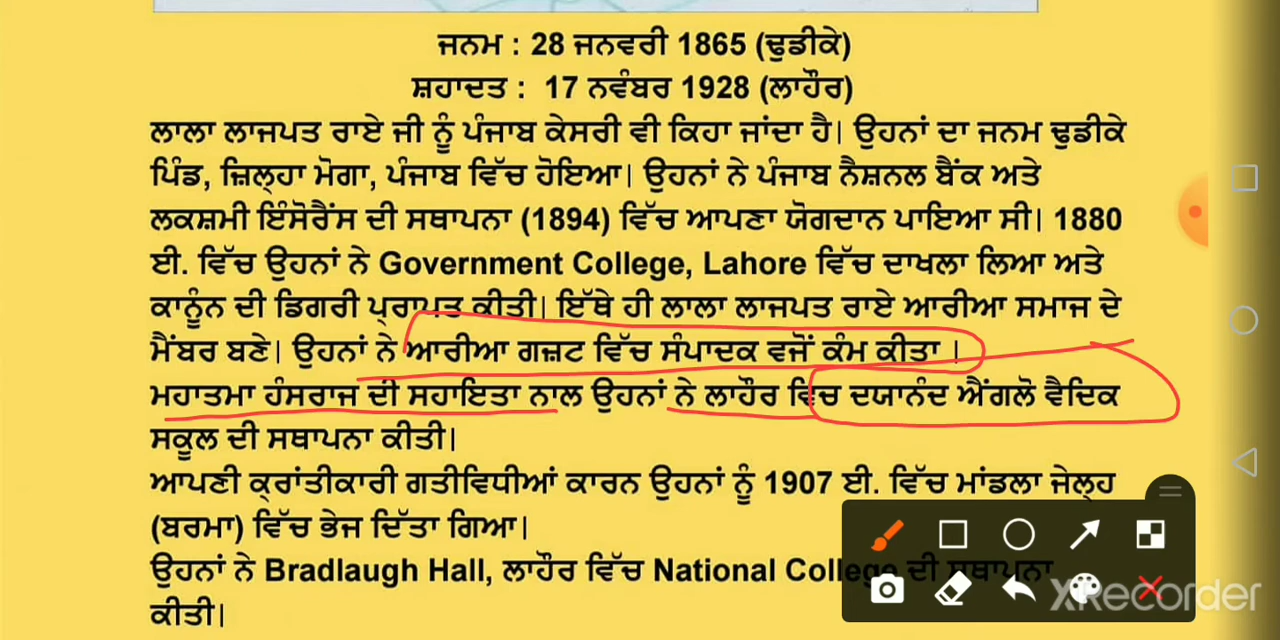 ਜਨਮ : 28 ਜਨਵਰੀ 1865 (ਢੁਡੀਕੇ)
ਸ਼ਹਾਦਤ : 17 ਨਵੰਬਰ 1928 (ਲਾਹੌਰ)
ਲਾਲਾ ਲਾਜਪਤ ਰਾਏ ਜੀ ਨੂੰ ਪੰਜਾਬ ਕੇਸਰੀ ਵੀ ਕਿਹਾ ਜਾਂਦਾ ਹੈ। ਉਹਨਾਂ ਦਾ ਜਨਮ ਢੁਡੀਕੇ
ਪਿੰਡ, ਜ਼ਿਲ੍ਹਾ ਮੋਗਾ, ਪੰਜਾਬ ਵਿੱਚ ਹੋਇਆ। ਉਹਨਾਂ ਨੇ ਪੰਜਾਬ ਨੈਸ਼ਨਲ ਬੈਂਕ ਅਤੇ
ਲਕਸ਼ਮੀ ਇੰਸੋਰੈਂਸ ਦੀ ਸਥਾਪਨਾ (1894) ਵਿੱਚ ਆਪਣਾ ਯੋਗਦਾਨ ਪਾਇਆ ਸੀ। 1880
ਈ. ਵਿੱਚ ਉਹਨਾਂ ਨੇ Government College, Lahore ਵਿੱਚ ਦਾਖਲਾ ਲਿਆ ਅਤੇ
ਕਾਨੂੰਨ ਦੀ ਡਿਗਰੀ ਪ੍ਰਾਪਤ ਕੀਤੀ। ਇੱਥੇ ਹੀ ਲਾਲਾ ਲਾਜਪਤ ਰਾਏ ਆਰੀਆ ਸਮਾਜ ਦੇ
ਮੈਂਬਰ ਬਣੇ। ਉਹਨਾਂ ਨੇ ਆਰੀਆ ਗਜ਼ਟ ਵਿੱਚ ਸੰਪਾਦਕ ਵਜੋਂ ਕੰਮ ਕੀਤਾ ।
ਮਹਾਤਮਾ ਹੰਸਰਾਜ ਦੀ ਸਹਾਇਤਾ ਨਾਲ ਉਹਨਾਂ ਨੇ ਲਾਹੌਰ ਵਿਚ ਦਯਾਨੰਦ ਐਂਗਲੋ ਵੈਦਿਕ
ਸਕੂਲ ਦੀ ਸਥਾਪਨਾ ਕੀਤੀ।
ਆਪਣੀ ਕ੍ਰਾਂਤੀਕਾਰੀ ਗਤੀਵਿਧੀਆਂ ਕਾਰਨ ਉਹਨਾਂ ਨੂੰ 1907 ਈ. ਵਿੱਚ ਮਾਂਡਲਾ ਜੇਲ੍ਹ
(ਬਰਮਾ) ਵਿੱਚ ਭੇਜ ਦਿੱਤਾ ਗਿਆ।
ਉਹਨਾਂ ਨੇ Bradlaugh Hall, ਲਾਹੌਰ ਵਿੱਚ National College ਦੀ ਸਥਾਪਨਾ
ਕੀਤੀ।
XRecorder